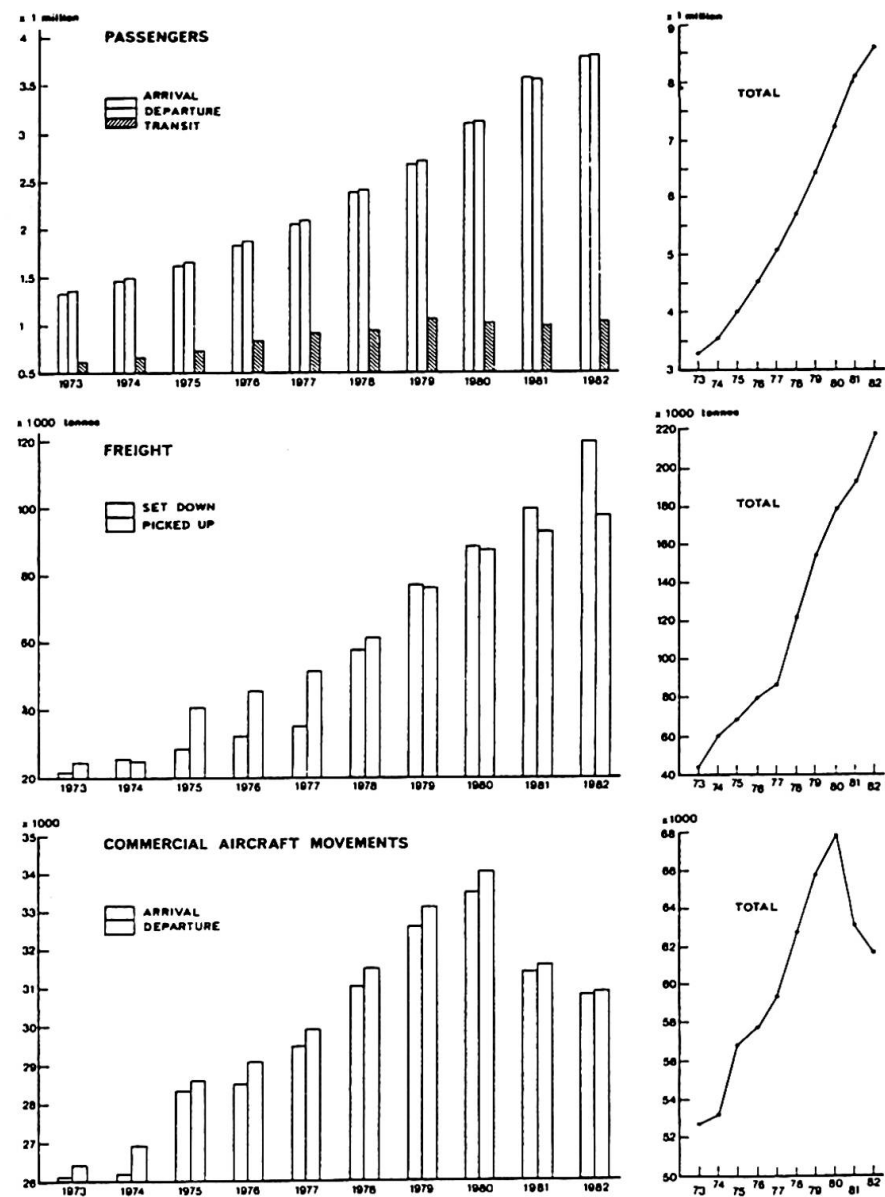 x 1 million
4
PASSENGERS
3.5
ARRIVAL
DEPARTURE
TRANSIT
3
2.5
2
1.5
1
0.5
1973 1974 1975 1976 1977 1978 1979 1980 1981 1982
x 1 million
9
8
TOTAL
7
6
5
4
3
73 74 75 76 77 78 79 80 81 82
x 1000 tonnes
120
FREIGHT
SET DOWN
PICKED UP
100
80
60
40
20
1973 1974 1975 1976 1977 1978 1979 1980 1981 1982
x 1000 tonnes
220
200
180
TOTAL
160
140
120
100
80
60
40
73 74 75 76 77 78 79 80 81 82
x1000
35
COMMERCIAL AIRCRAFT MOVEMENTS
34
33
ARRIVAL
DEPARTURE
32
31
30
29
28
27
26
1973 1974 1975 1976 1977 1978 1979 1980 1981 1982
x1000
68
66
64
TOTAL
62
60
58
56
54
52
50
73 74 75 76 77 78 79 80 81 82